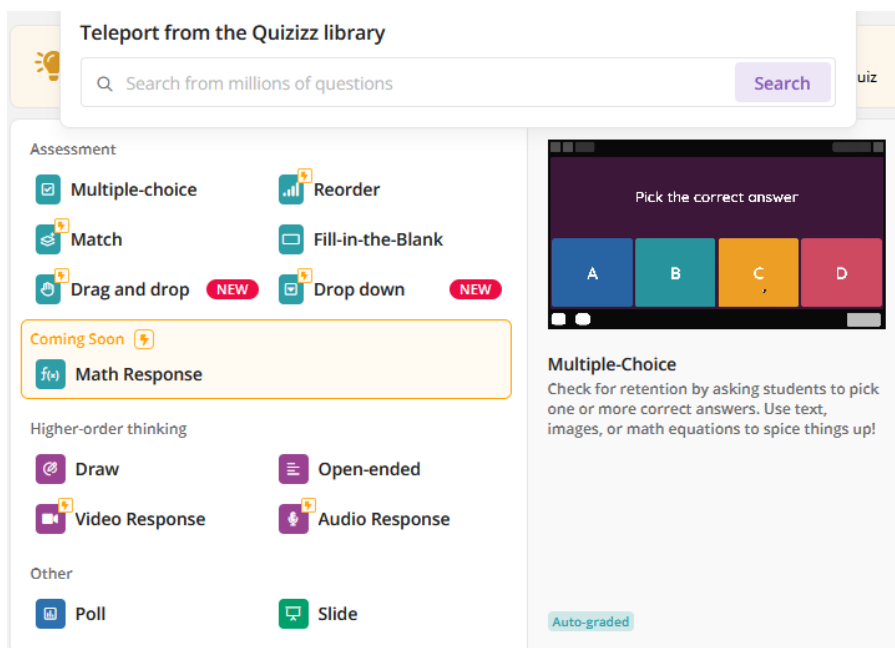 Teleport from the Quizizz library
Search from millions of questions
Search
uiz
Assessment
Multiple-choice
Reorder
Match
Fill-in-the-Blank
Drag and drop NEW
Drop down NEW
Coming Soon
f(x) Math Response
Higher-order thinking
Draw
Open-ended
Video Response
Audio Response
Other
Poll
Slide
Pick the correct answer
A B C D
Multiple-Choice
Check for retention by asking students to pick
one or more correct answers. Use text,
images, or math equations to spice things up!
Auto-graded